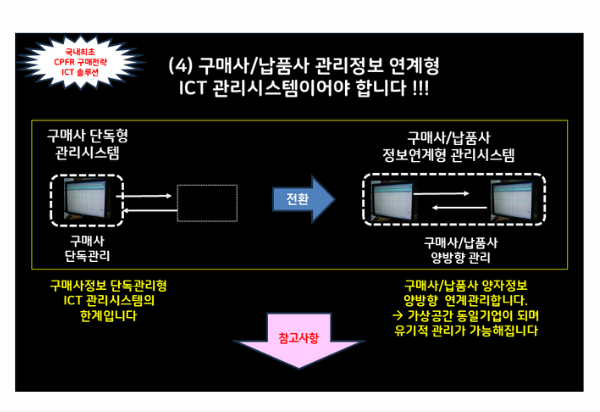 국내최초
CPFR 구매전략
ICT 솔루션
(4) 구매사/납품사 관리정보 연계형
ICT 관리시스템이어야 합니다 !!!
구매사 단독형
관리시스템
구매사
단독관리
전환
구매사/납품사
정보연계형 관리시스템
구매사/납품사
양방향 관리
구매사정보 단독관리형
ICT 관리시스템의
한계입니다
구매사/납품사 양자정보
양방향 연계관리합니다.
→ 가상공간 동일기업이 되며
유기적 관리가 가능해집니다
참고사항